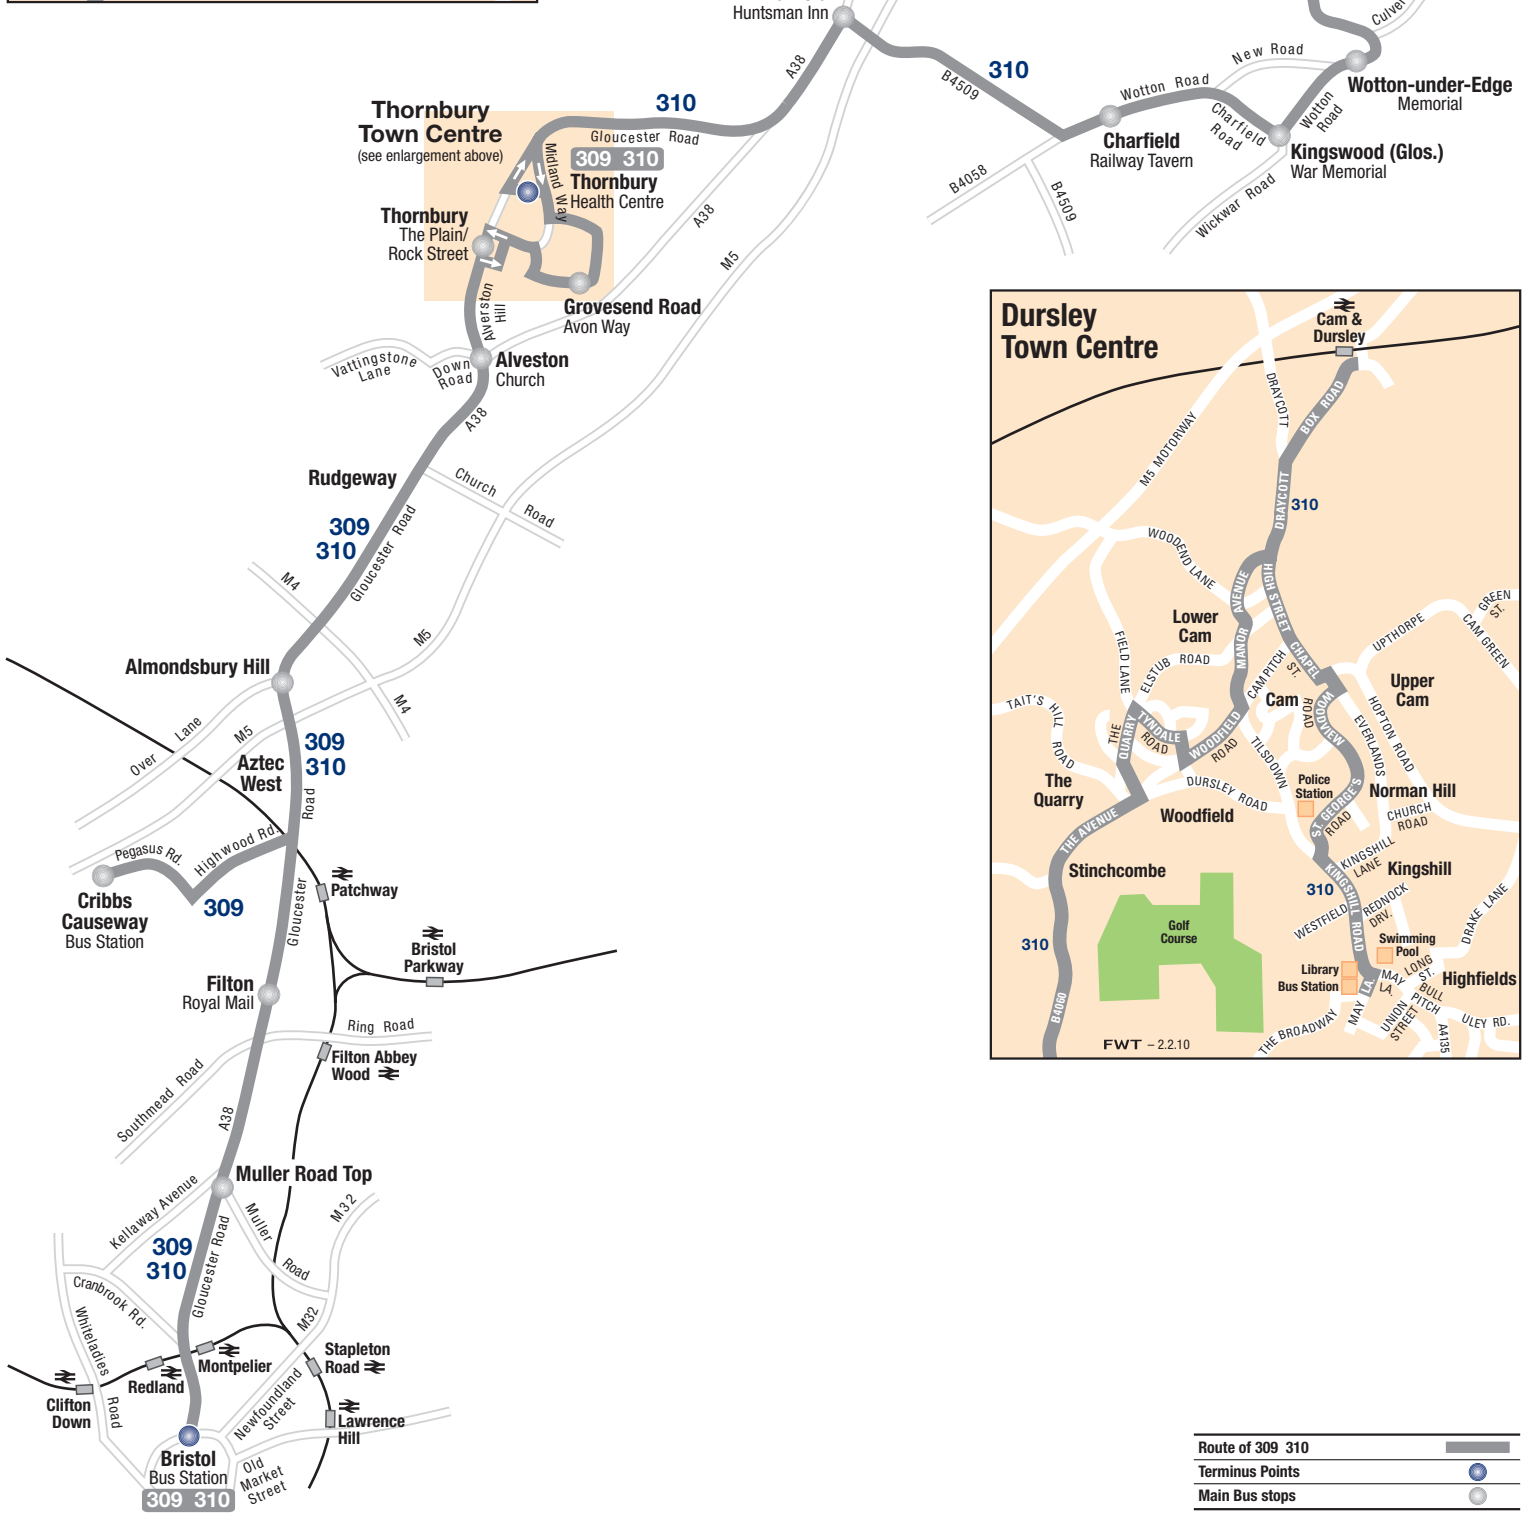 Huntsman Inn
A38
B4509
310
Culver
New Road
Wotton Road
Wotton-under-Edge
Memorial
Charfield
Road
Wotton
Road
Charfield
Railway Tavern
Kingswood (Glos.)
War Memorial
B4058
B4509
Wickwar Road
Thornbury
Town Centre
(see enlargement above)
310
Gloucester Road
309 310
Midland Way
Thornbury
Health Centre
Thornbury
The Plain/
Rock Street
A38
M5
Alverston
Hill
Grovesend Road
Avon Way
Vattingstone
Lane
Down
Road
Alveston
Church
A38
Rudgeway
Church
Road
309
310
Gloucester Road
M4
M5
M4
Almondsbury Hill
Over Lane
M5
309
310
Aztec
West
Road
Pegasus Rd.
Highwood Rd.
309
Cribbs
Causeway
Bus Station
Gloucester
Patchway
Bristol
Parkway
Filton
Royal Mail
Ring Road
Filton Abbey
Wood
Southmead Road
A38
Muller Road Top
Kellaway Avenue
Muller
Road
M32
309
310
Gloucester Road
Cranbrook Rd.
Whiteladies
Road
M32
Montpelier
Redland
Stapleton
Road
Clifton
Down
Newfoundland
Street
Lawrence
Hill
Bristol
Bus Station
309 310
Old
Market
Street
Dursley
Town Centre
Cam &
Dursley
DRAYCOTT
BOX ROAD
M5 MOTORWAY
DRAYCOTT
310
WOODEND LANE
AVENUE
MANOR
HIGH STREET
Lower
Cam
FIELD LANE
ELSTUB ROAD
CAM PITCH
ST.
CHAPEL
UPTHORPE
GREEN
ST.
CAM GREEN
Upper
Cam
TAIT'S HILL
ROAD
THE
QUARRY
TYNDALE
ROAD
WOODFIELD
ROAD
Cam
ROAD
WOODVIEW
EVERLANDS
HOPTON ROAD
TILSDOWN
The
Quarry
DURSLEY ROAD
Police
Station
Norman Hill
CHURCH
ROAD
Woodfield
THE AVENUE
ST. GEORGE'S
ROAD
KINGSHILL
LANE
Kingshill
Stinchcombe
310
KINGSHILL ROAD
WESTFIELD
REDNOCK
DRV.
DRAKE LANE
Golf
Course
310
Swimming
Pool
Library
Bus Station
MAY
LA.
LONG
ST.
Highfields
MAY
LA.
BULL
PITCH
UNION
STREET
ULEY RD.
A4135
THE BROADWAY
B4060
FWT – 2.2.10
Route of 309 310
Terminus Points
Main Bus stops